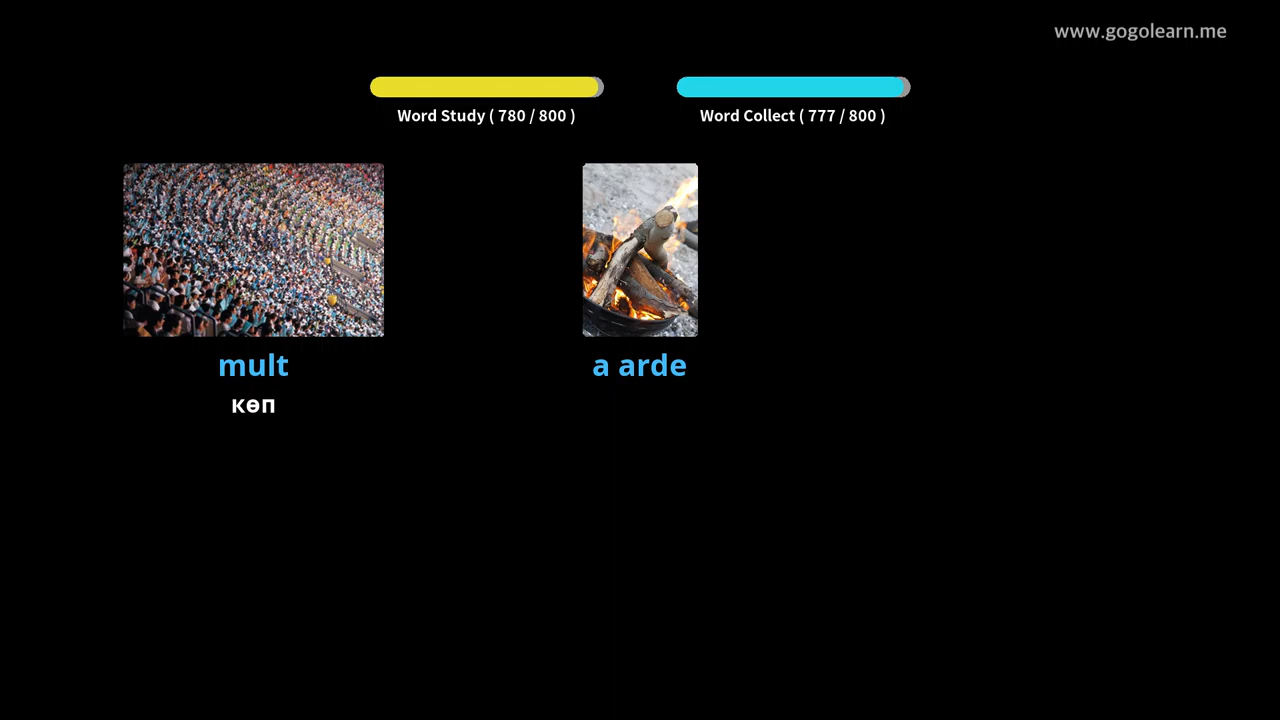 www.gogolearn.me
Word Study ( 780 / 800 )
Word Collect ( 777 / 800 )
mult
көп
a arde